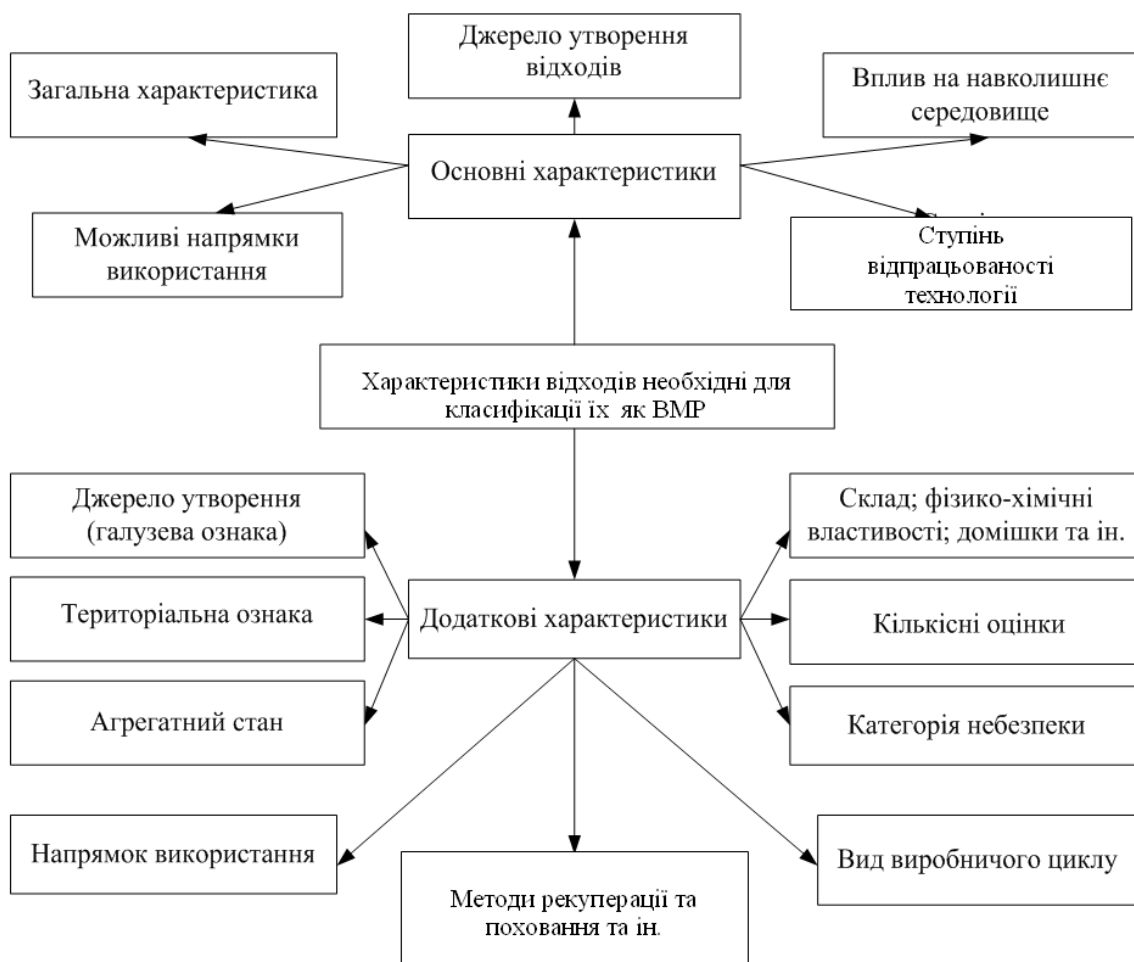 Джерело утворення
відходів
Загальна характеристика
Вплив на навколишнє
середовище
Основні характеристики
Можливі напрямки
використання
Ступінь
відпрацьованості
технології
Характеристики відходів необхідні для
класифікації їх як ВМР
Джерело утворення
(галузева ознака)
Склад; фізико-хімічні
властивості; домішки та ін.
Територіальна ознака
Додаткові характеристики
Кількісні оцінки
Агрегатний стан
Категорія небезпеки
Напрямок використання
Методи рекуперації та
поховання та ін.
Вид виробничого циклу